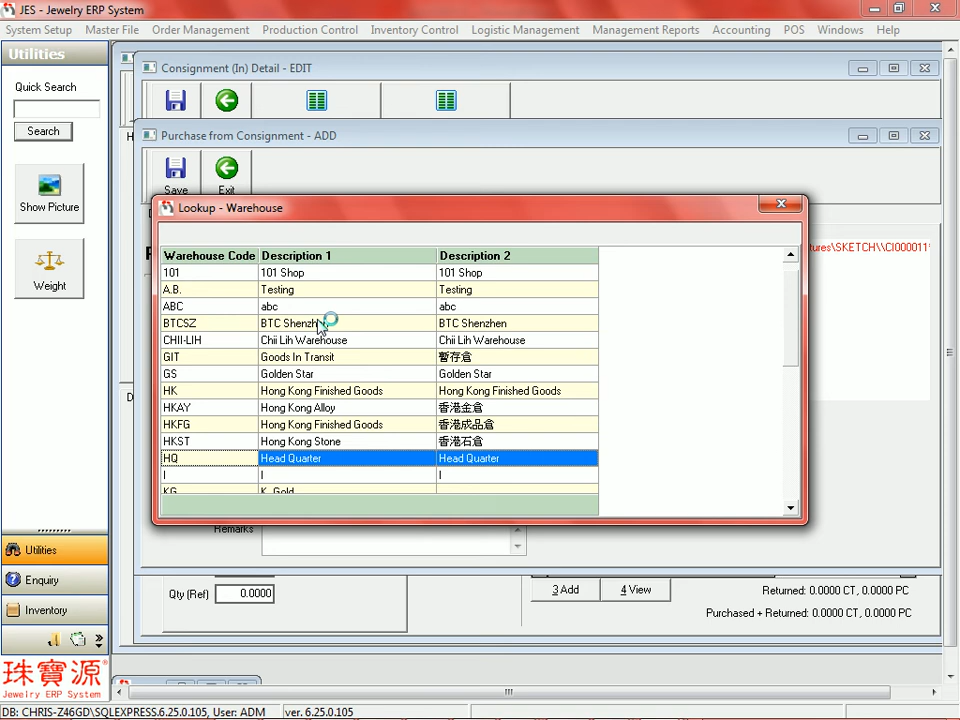 JES - Jewelry ERP System
System Setup Master File Order Management Production Control Inventory Control Logistic Management Management Reports Accounting POS Windows Help
Utilities
Quick Search
Search
Show Picture
Weight
Utilities
Enquiry
Inventory
珠寶源®
Jewelry ERP System
Consignment (In) Detail - EDIT
Purchase from Consignment - ADD
Save Exit
Lookup - Warehouse
Warehouse Code Description 1 Description 2
101 101 Shop 101 Shop
A.B. Testing Testing
ABC abc abc
BTCSZ BTC Shenzhen BTC Shenzhen
CHII-LIH Chii Lih Warehouse Chii Lih Warehouse
GIT Goods In Transit 暫存倉
GS Golden Star Golden Star
HK Hong Kong Finished Goods Hong Kong Finished Goods
HKAY Hong Kong Alloy 香港金倉
HKFG Hong Kong Finished Goods 香港成品倉
HKST Hong Kong Stone 香港石倉
HQ Head Quarter Head Quarter
I I I
KG K. Gold
tures\SKETCH\\CI000011
Remarks
Qty (Ref) 0.0000
3 Add 4 View
Returned: 0.0000 CT, 0.0000 PC
Purchased + Returned: 0.0000 CT, 0.0000 PC
DB: CHRIS-Z46GD\SQLEXPRESS.6.25.0.105, User: ADM ver. 6.25.0.105